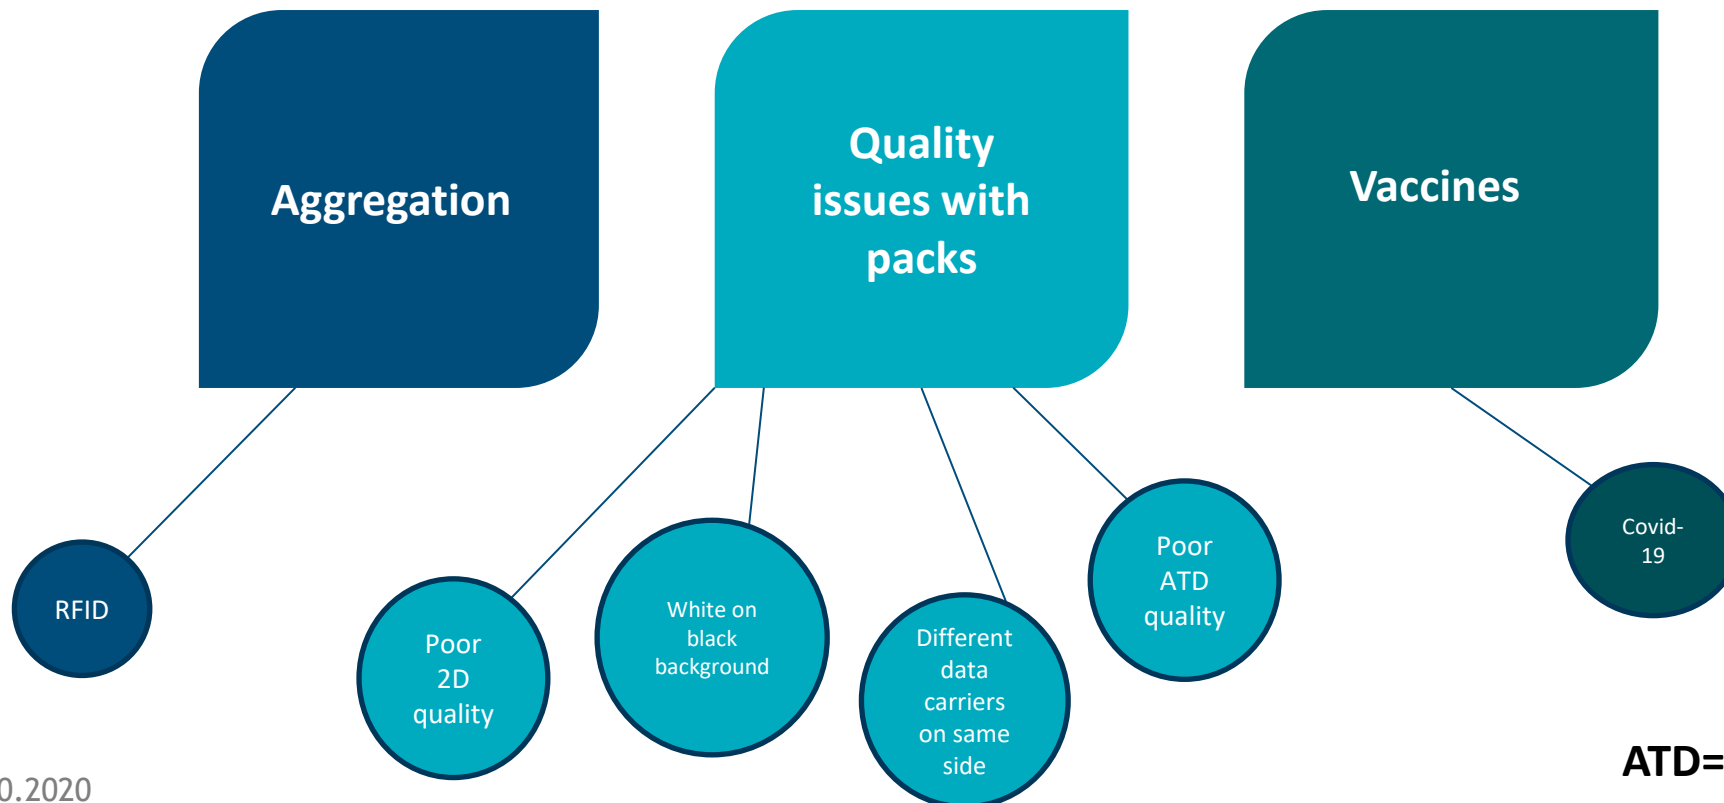 Aggregation
Quality
issues with
packs
Vaccines
RFID
Poor
2D
quality
White on
black
background
Different
data
carriers
on same
side
Poor
ATD
quality
Covid-
19
ATD=
0.2020